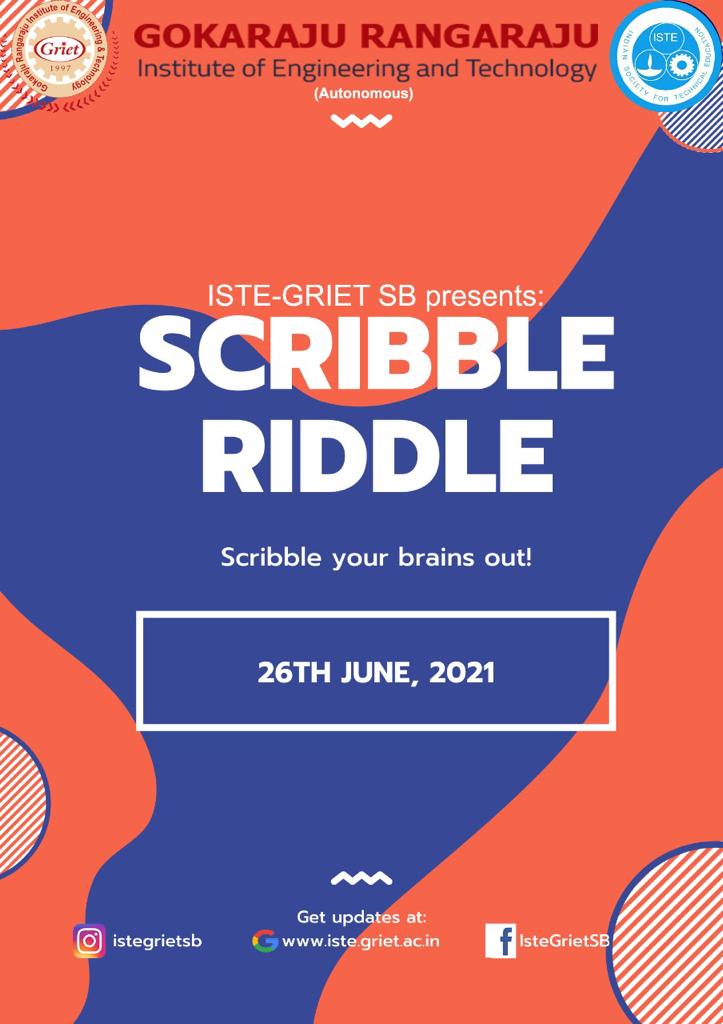 Gokaraju Rangaraju Institute of Engineering & Technology
Griet
1997
GOKARAJU RANGARAJU
Institute of Engineering and Technology
(Autonomous)
ISTE
INDIAN SOCIETY FOR TECHNICAL EDUCATION
ISTE-GRIET SB presents:
SCRIBBLE
RIDDLE
Scribble your brains out!
26TH JUNE, 2021
Get updates at:
istegrietsb
www.iste.griet.ac.in
IsteGrietSB